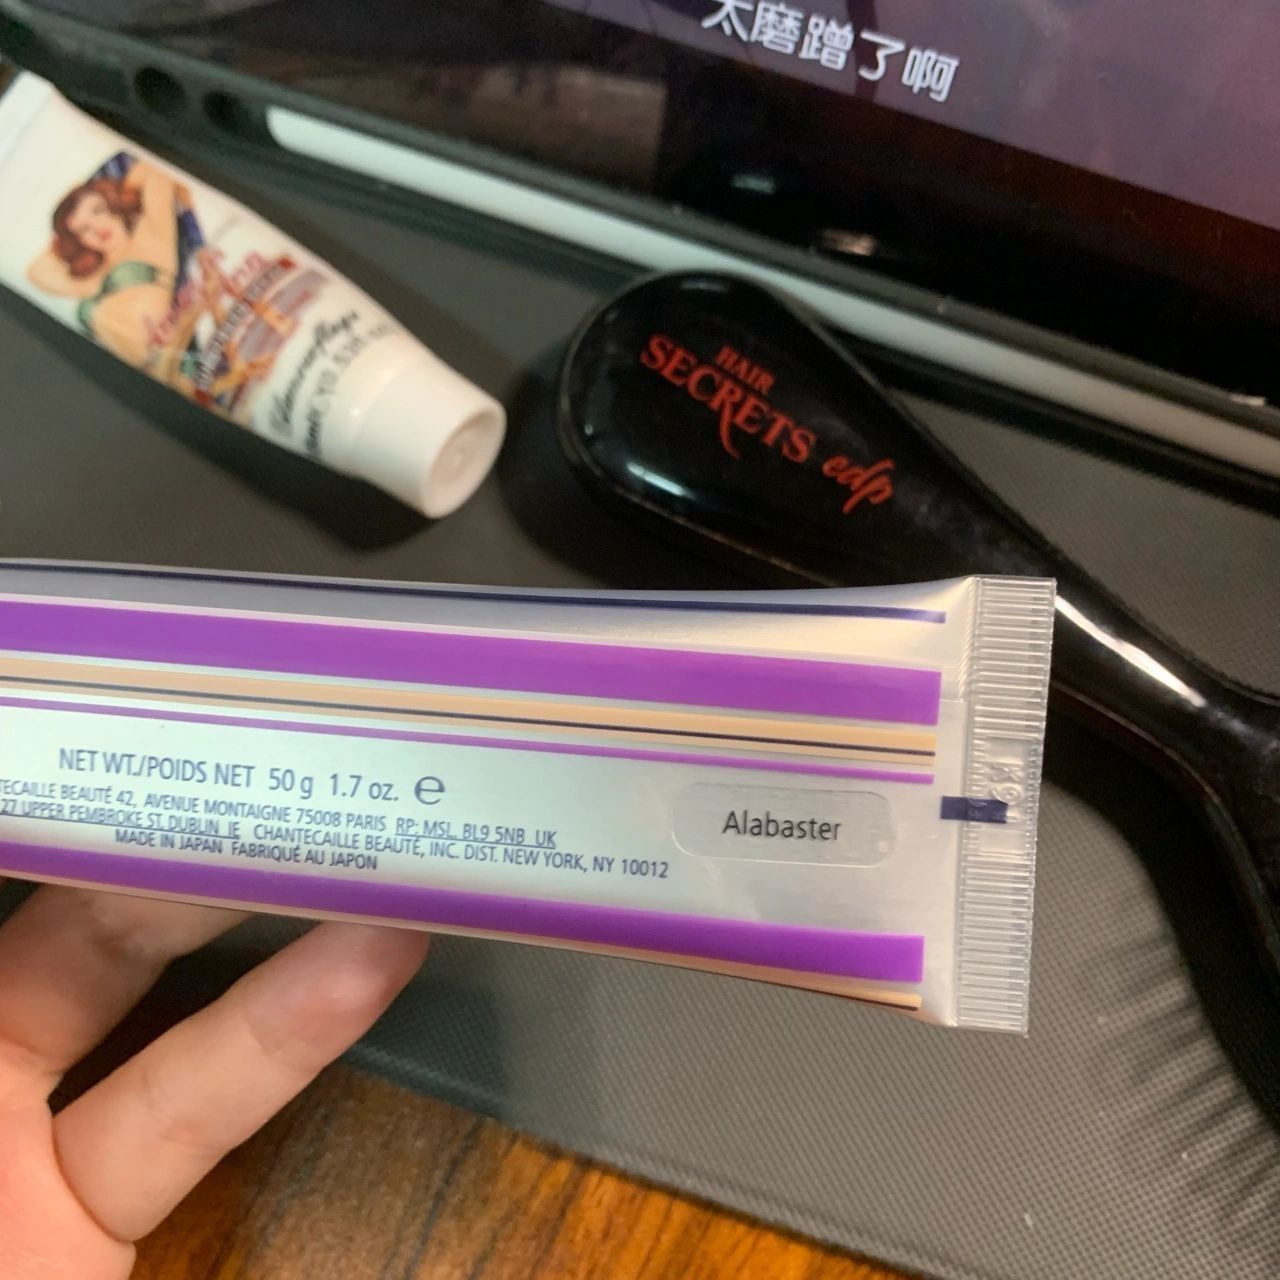 太磨蹭了啊
HAIR
SECRETS edp
NET WT./POIDS NET 50 g 1.7 oz. e
TECAILLE BEAUTÉ 42, AVENUE MONTAIGNE 75008 PARIS RP: MSL BL9 5NB UK
27 UPPER PEMBROKE ST. DUBLIN IE CHANTECAILLE BEAUTÉ, INC. DIST. NEW YORK, NY 10012
MADE IN JAPAN FABRIQUÉ AU JAPON
Alabaster